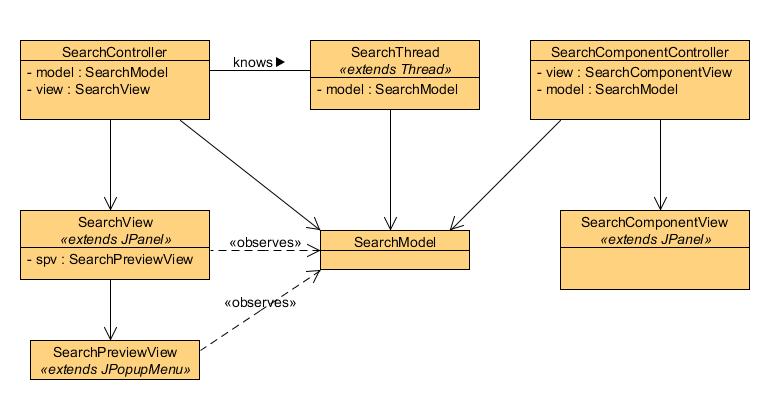 SearchController
- model : SearchModel
- view : SearchView
knows
SearchThread
«extends Thread»
- model : SearchModel
SearchComponentController
- view : SearchComponentView
- model : SearchModel
SearchView
«extends JPanel»
- spv : SearchPreviewView
«observes»
SearchModel
SearchComponentView
«extends JPanel»
«observes»
SearchPreviewView
«extends JPopupMenu»